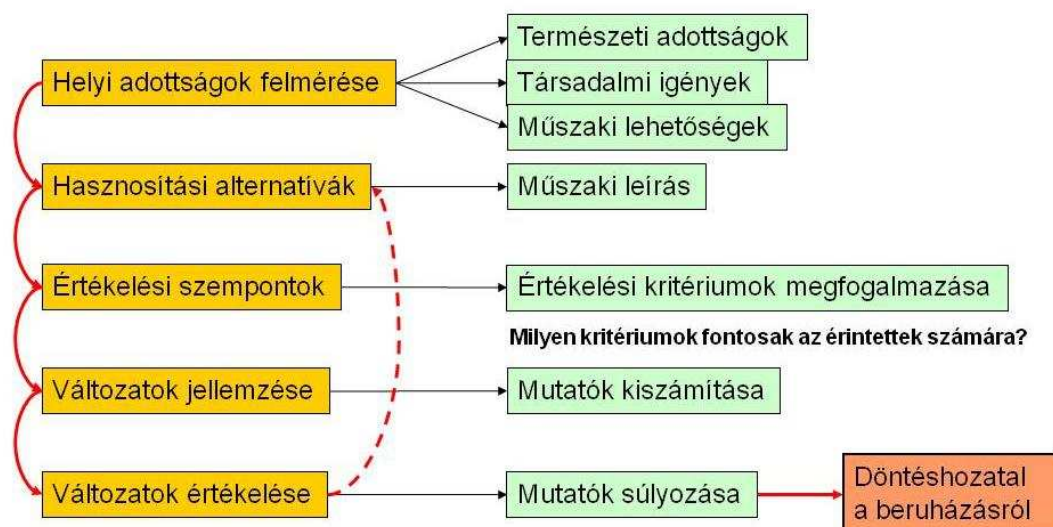 Helyi adottságok felmérése
Természeti adottságok
Társadalmi igények
Műszaki lehetőségek
Hasznosítási alternatívák
Műszaki leírás
Értékelési szempontok
Értékelési kritériumok megfogalmazása
Milyen kritériumok fontosak az érintettek számára?
Változatok jellemzése
Mutatók kiszámítása
Változatok értékelése
Mutatók súlyozása
Döntéshozatal
a beruházásról